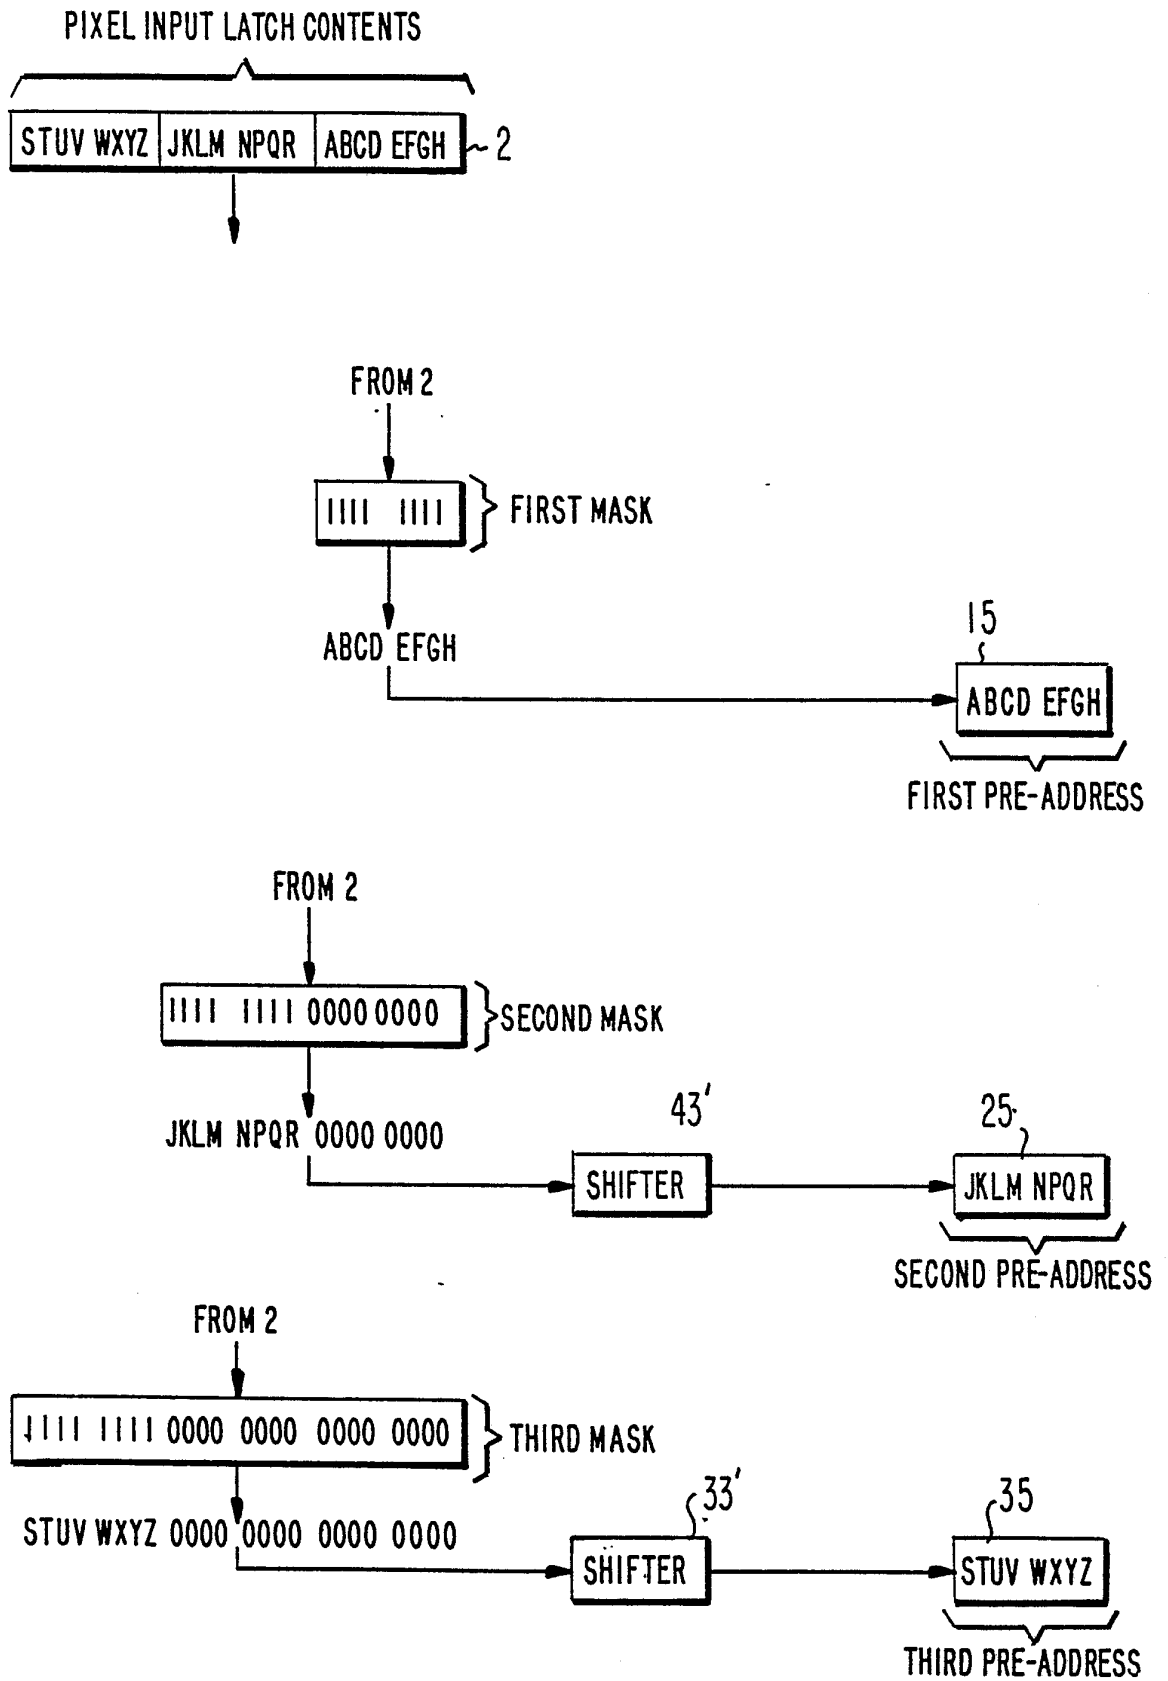 PIXEL INPUT LATCH CONTENTS
STUV WXYZ JKLM NPQR ABCD EFGH 2
FROM 2
1111 1111 FIRST MASK
ABCD EFGH
15
ABCD EFGH
FIRST PRE-ADDRESS
FROM 2
1111 1111 0000 0000 SECOND MASK
JKLM NPQR 0000 0000
43'
25
SHIFTER
JKLM NPQR
SECOND PRE-ADDRESS
FROM 2
1111 1111 0000 0000 0000 0000 THIRD MASK
STUV WXYZ 0000 0000 0000 0000
33'
35
SHIFTER
STUV WXYZ
THIRD PRE-ADDRESS